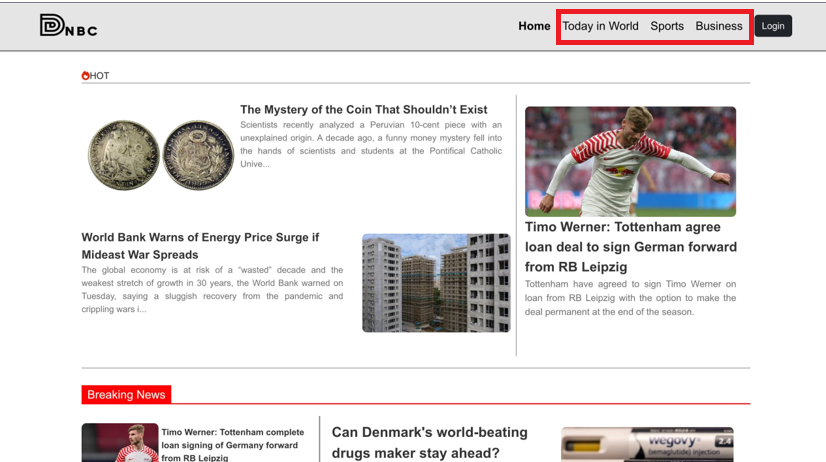 DNBC
Home Today in World Sports Business Login
HOT
The Mystery of the Coin That Shouldn’t Exist
Scientists recently analyzed a Peruvian 10-cent piece with an
unexplained origin. A decade ago, a funny money mystery fell into
the hands of scientists and students at the Pontifical Catholic
Unive...
World Bank Warns of Energy Price Surge if
Mideast War Spreads
The global economy is at risk of a “wasted” decade and the
weakest stretch of growth in 30 years, the World Bank warned on
Tuesday, saying a sluggish recovery from the pandemic and
crippling wars i...
Timo Werner: Tottenham agree
loan deal to sign German forward
from RB Leipzig
Tottenham have agreed to sign Timo Werner on
loan from RB Leipzig with the option to make the
deal permanent at the end of the season.
Breaking News
Timo Werner: Tottenham complete
loan signing of Germany forward
from RB Leipzig
Can Denmark's world-beating
drugs maker stay ahead?
wegovy
(semaglutide) injection
2.4